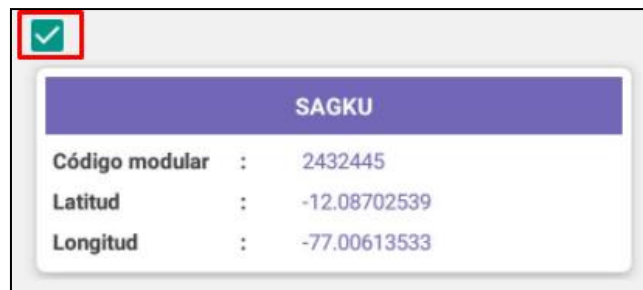 SAGKU
Código modular : 2432445
Latitud : -12.08702539
Longitud : -77.00613533